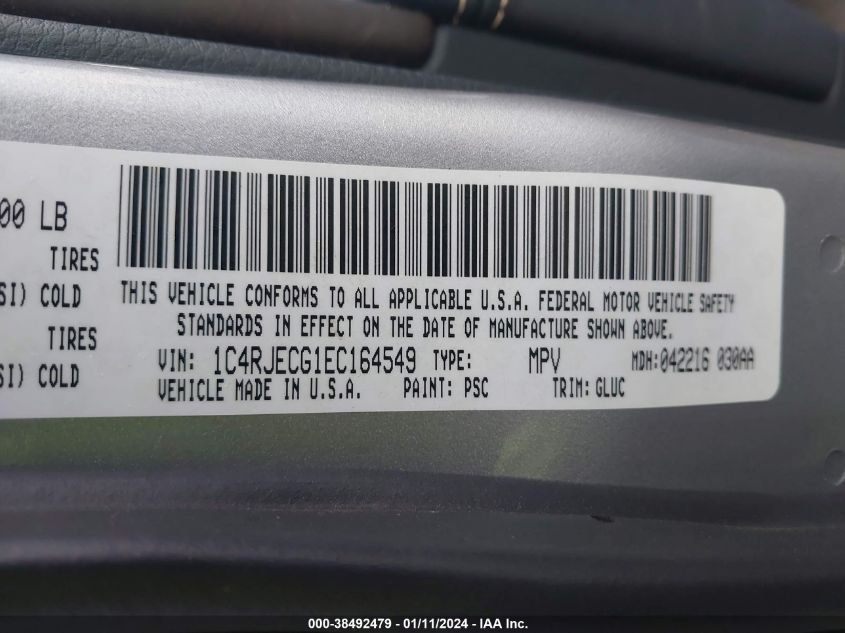 00 LB
TIRES
SI) COLD
THIS VEHICLE CONFORMS TO ALL APPLICABLE U.S.A. FEDERAL MOTOR VEHICLE SAFETY
STANDARDS IN EFFECT ON THE DATE OF MANUFACTURE SHOWN ABOVE.
TIRES
VIN: 1C4RJECG1EC164549 TYPE: MPV MDH:042216 030AA
SI) COLD
VEHICLE MADE IN U.S.A. PAINT: PSC TRIM: GLUC
000-38492479 - 01/11/2024 - IAAI Inc.